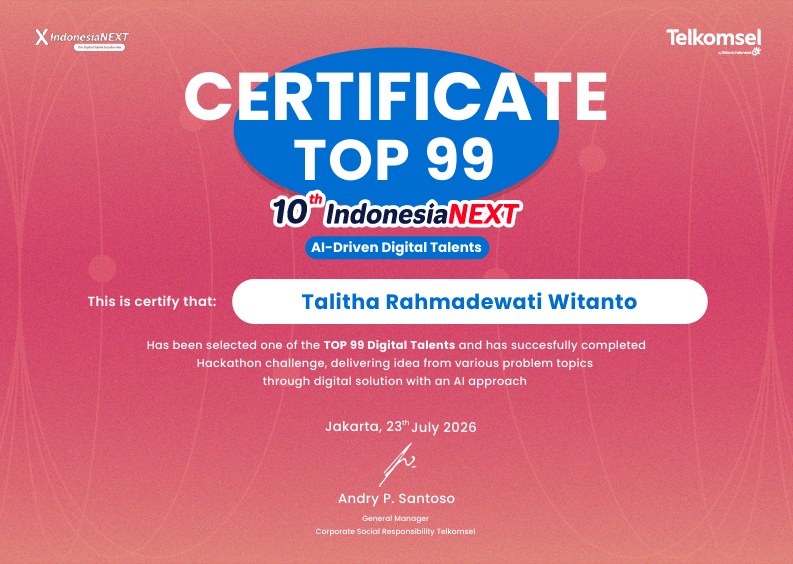 IndonesiaNEXT
Telkomsel
CERTIFICATE
TOP 99
10th IndonesiaNEXT
AI-Driven Digital Talents
This is certify that:
Talitha Rahmadewati Witanto
Has been selected one of the TOP 99 Digital Talents and has succesfully completed
Hackathon challenge, delivering idea from various problem topics
through digital solution with an AI approach
Jakarta, 23th July 2026
Andry P. Santoso
General Manager
Corporate Social Responsibility Telkomsel